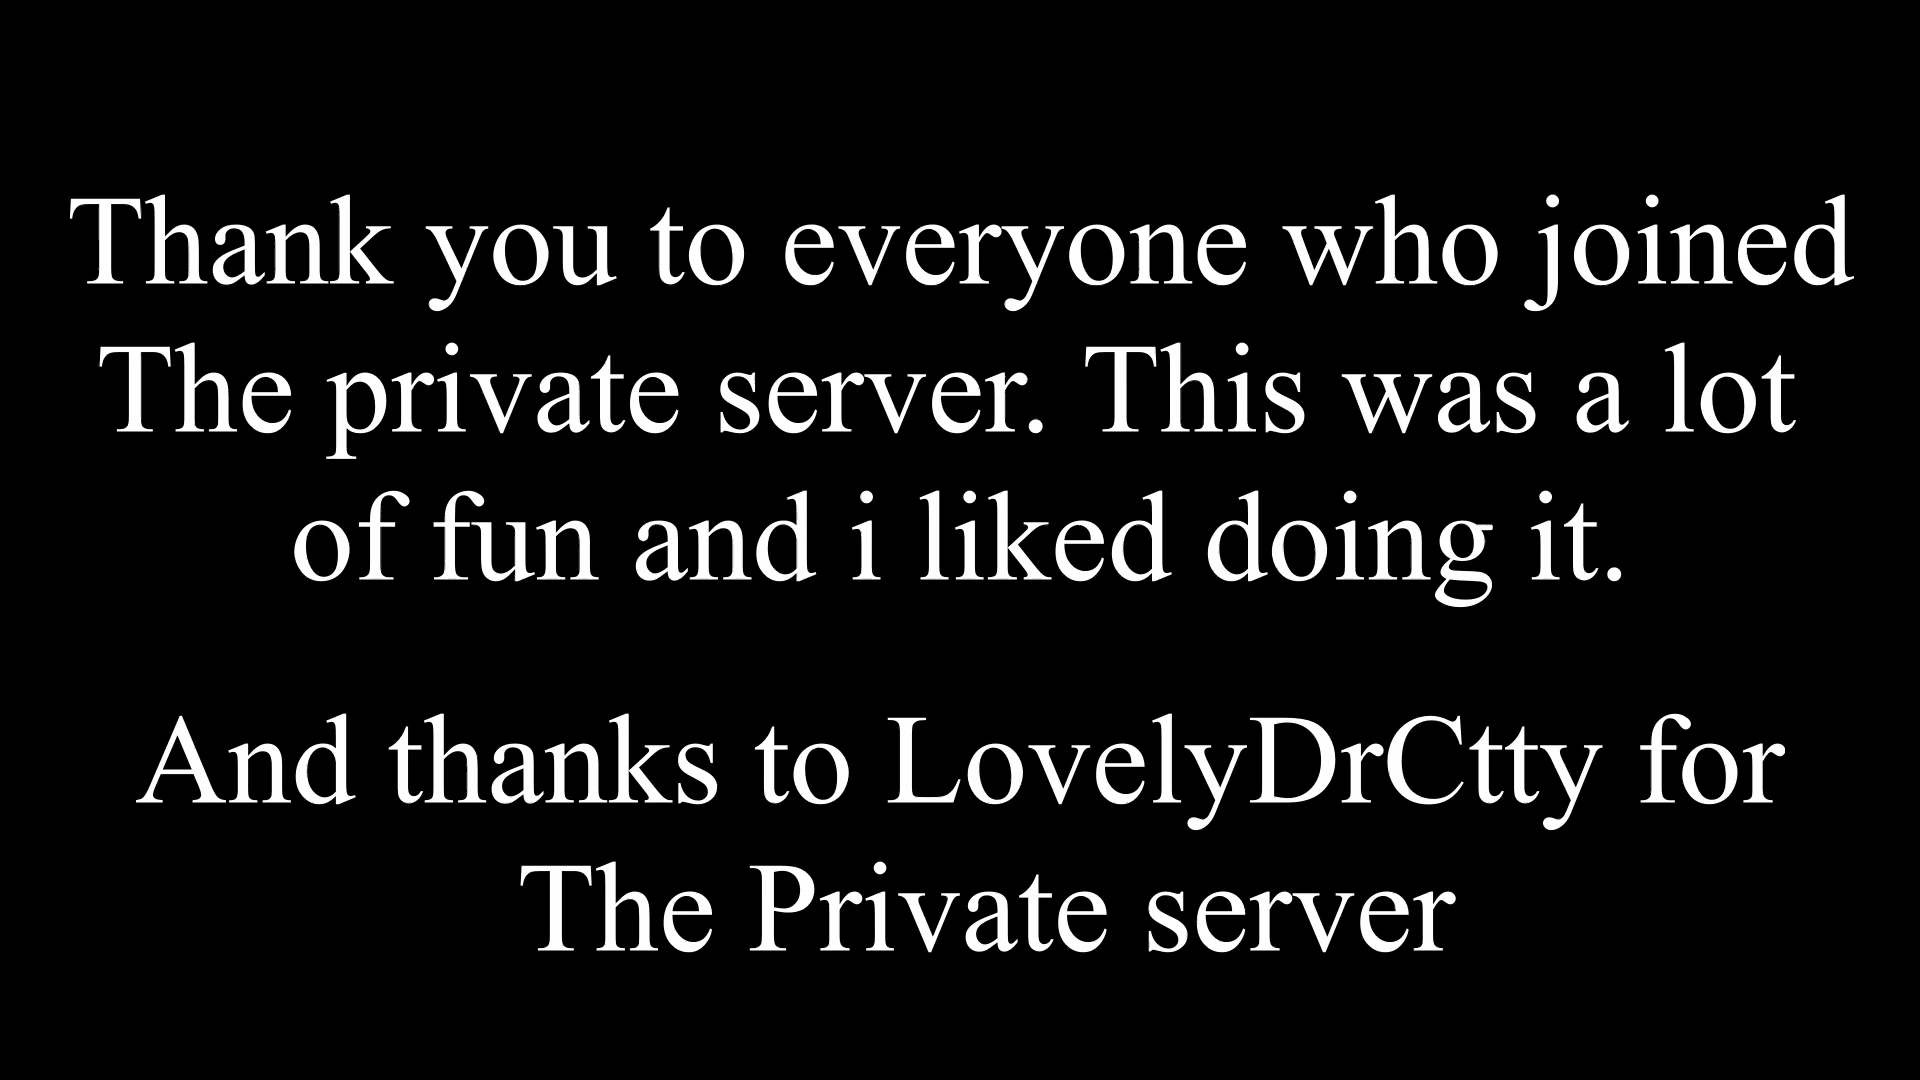 Thank you to everyone who joined
The private server. This was a lot
of fun and i liked doing it.
And thanks to LovelyDrCtty for
The Private server